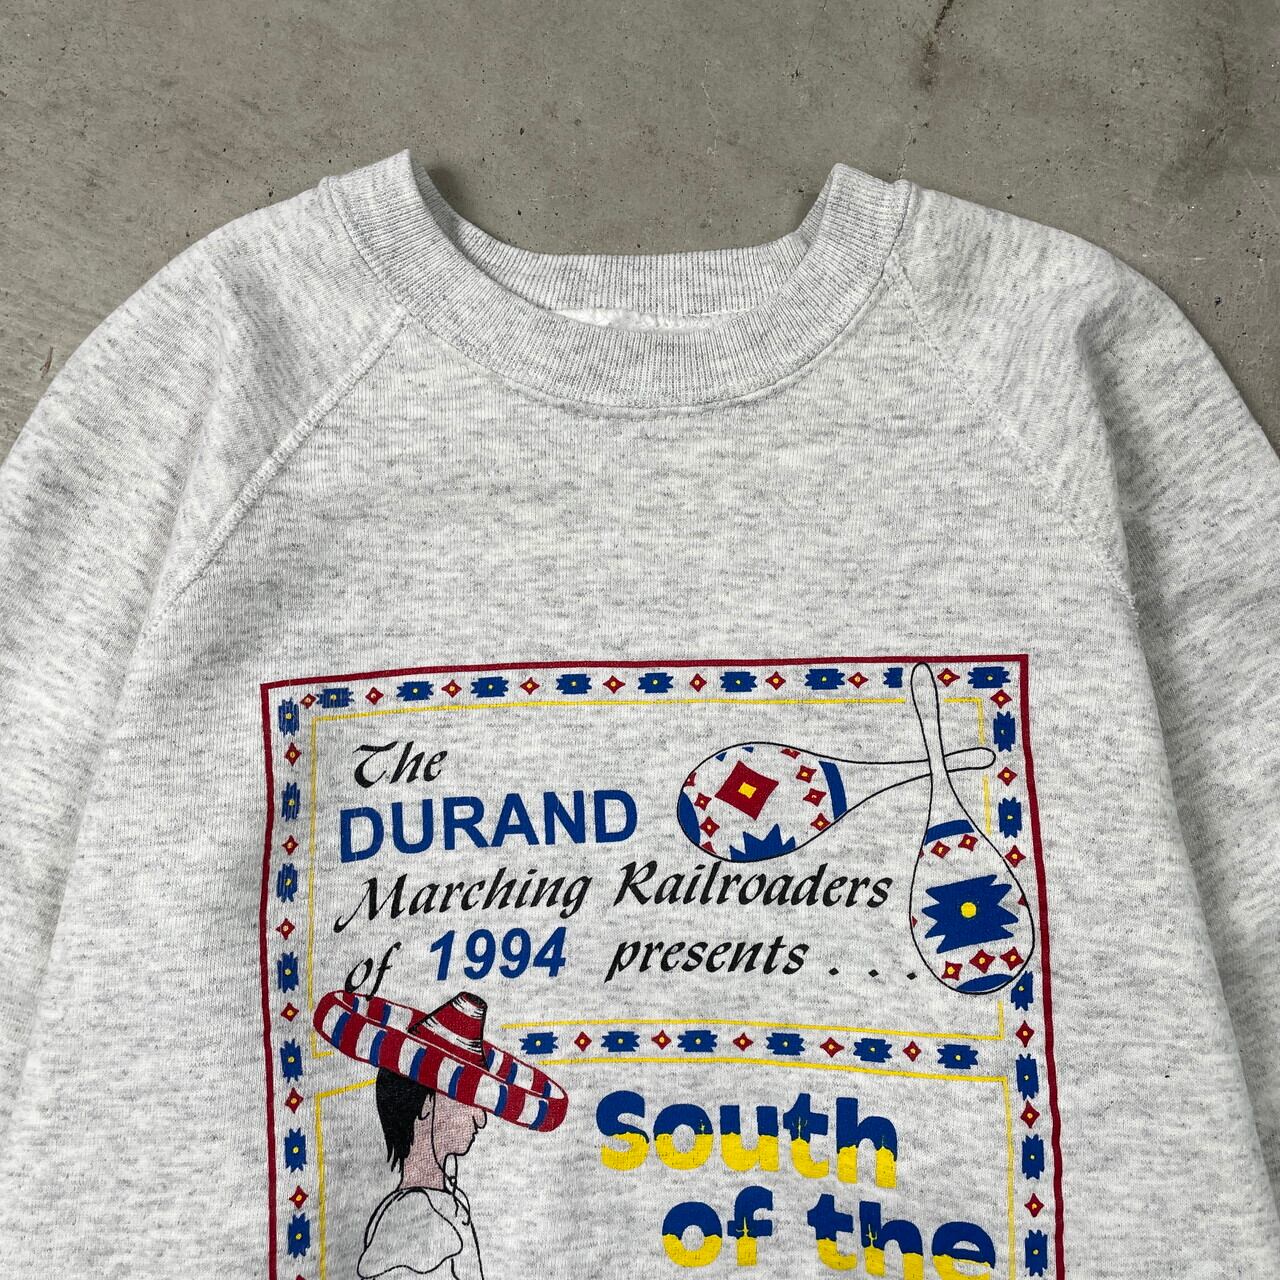 The
DURAND
Marching Railroaders
of 1994 presents . . .
South
of the